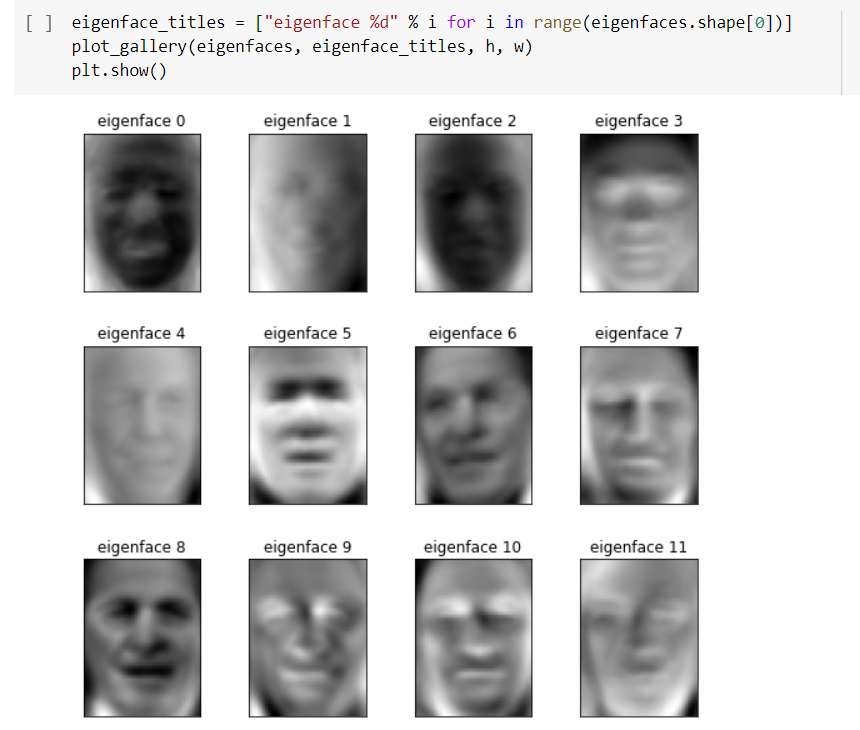 [ ] eigenface_titles = ["eigenface %d" % i for i in range(eigenfaces.shape[0])]
plot_gallery(eigenfaces, eigenface_titles, h, w)
plt.show()
eigenface 0 eigenface 1 eigenface 2 eigenface 3
eigenface 4 eigenface 5 eigenface 6 eigenface 7
eigenface 8 eigenface 9 eigenface 10 eigenface 11